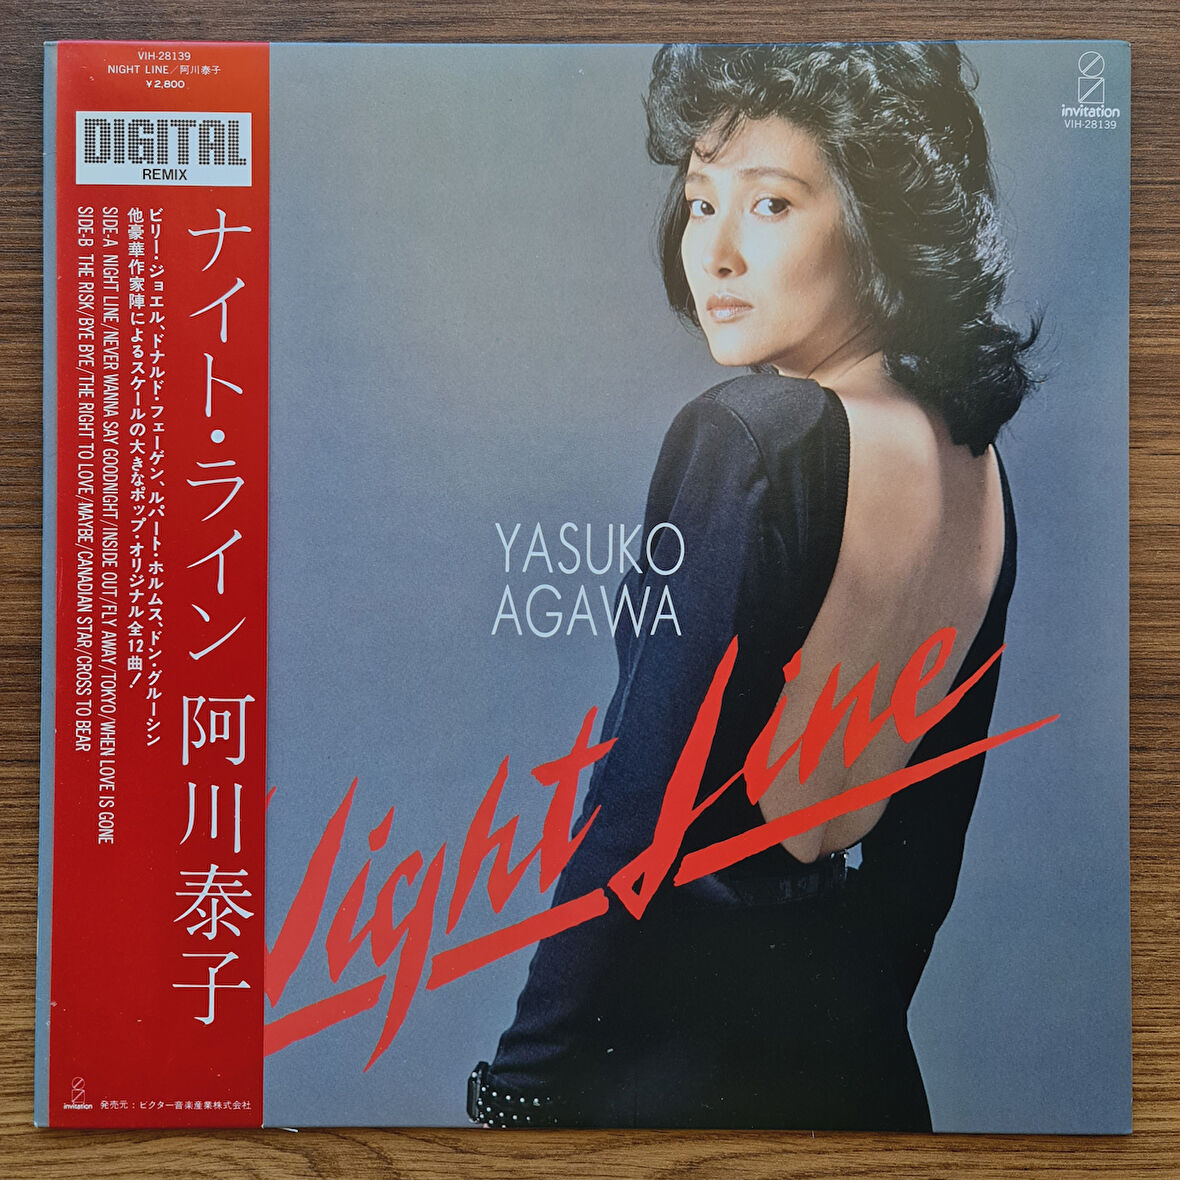 VIH-28139
NIGHT LINE/阿川泰子
¥2,800
DIGITAL
REMIX
ナイト・ライン 阿川泰子
ビリー・ジョエル、ドナルド・フェーゲン、ルパート・ホルムス、ドン・グルーシン
他豪華作家陣によるスケールの大きなポップ・オリジナル全12曲!
SIDE-A NIGHT LINE/NEVER WANNA SAY GOODNIGHT/INSIDE OUT/FLY AWAY/TOKYO/WHEN LOVE IS GONE
SIDE-B THE RISK/BYE BYE/THE RIGHT TO LOVE/MAYBE/CANADIAN STAR/CROSS TO BEAR
invitation
発売元:ビクター音楽産業株式会社
invitation
VIH-28139
YASUKO
AGAWA
Night Line